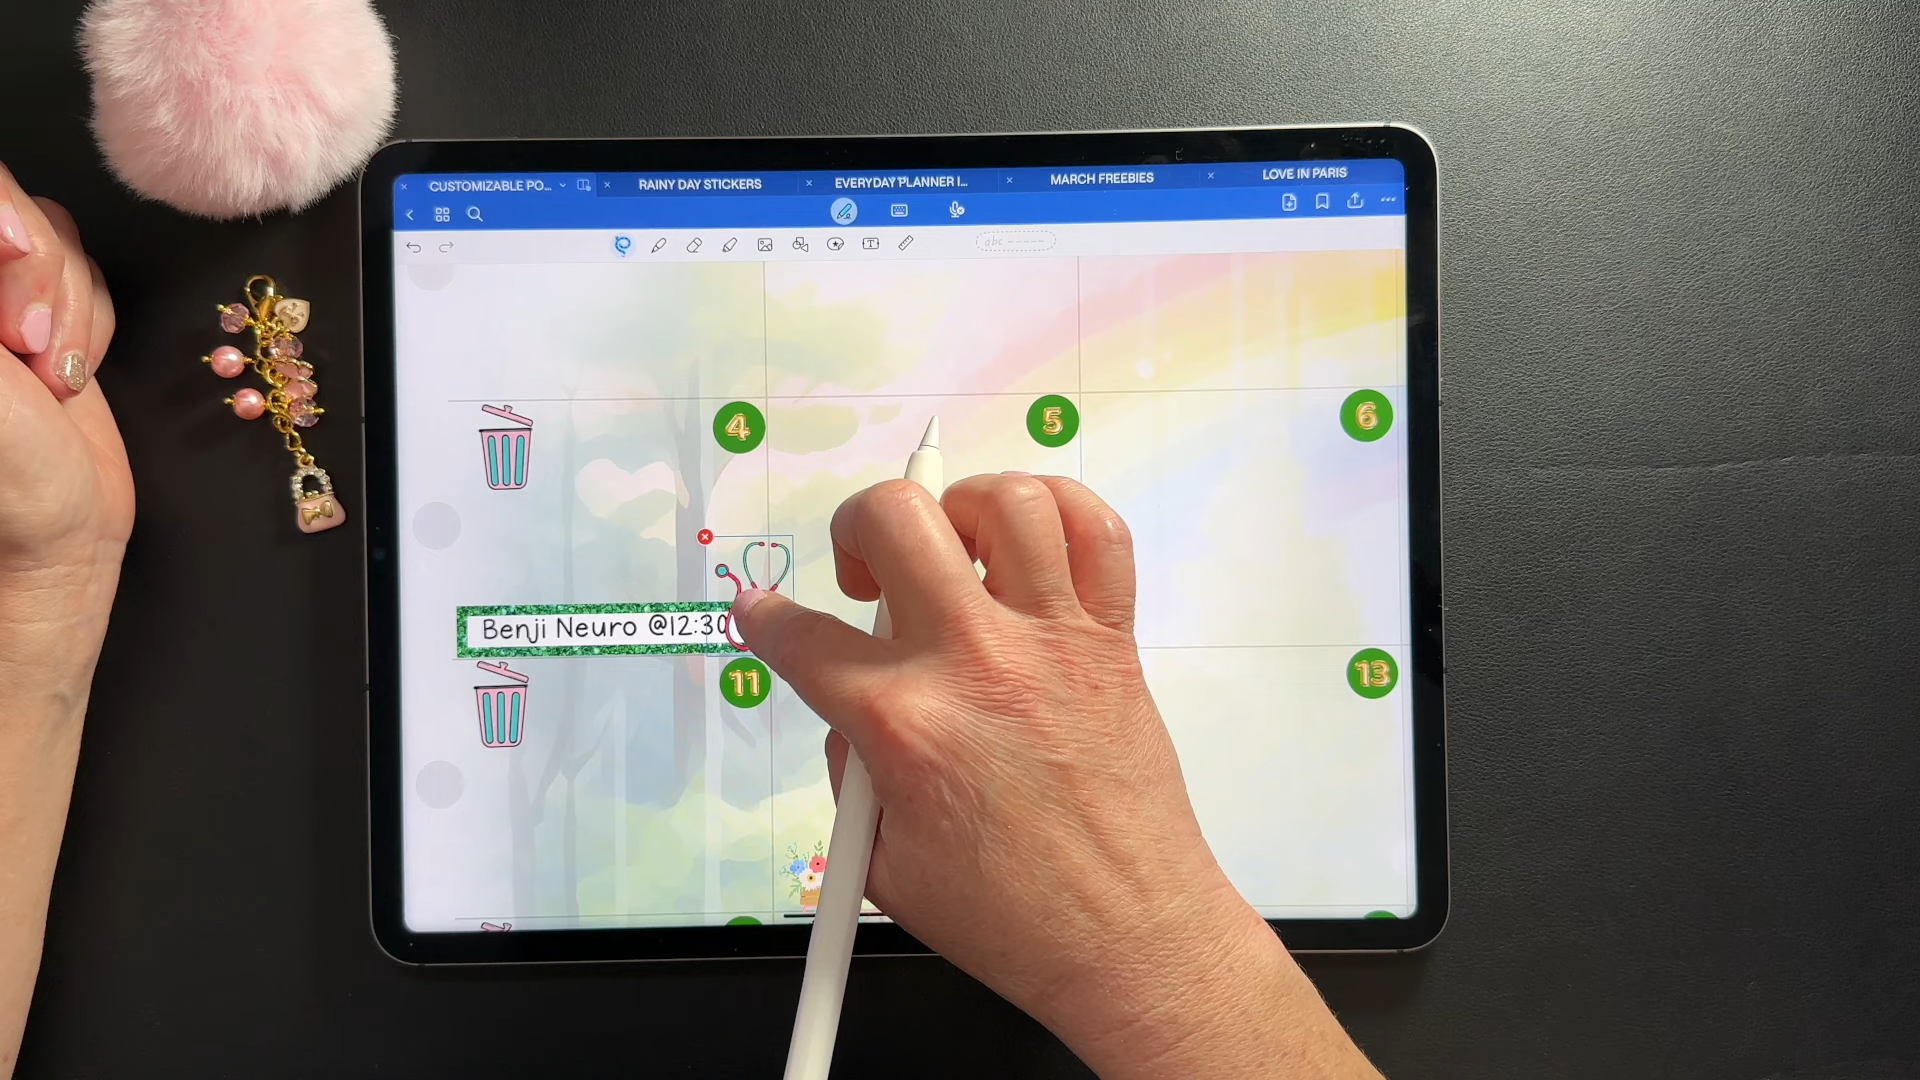 CUSTOMIZABLE PO...
RAINY DAY STICKERS
EVERYDAY PLANNER I...
MARCH FREEBIES
LOVE IN PARIS
abc
4
5
6
Benji Neuro @12:30
11
13